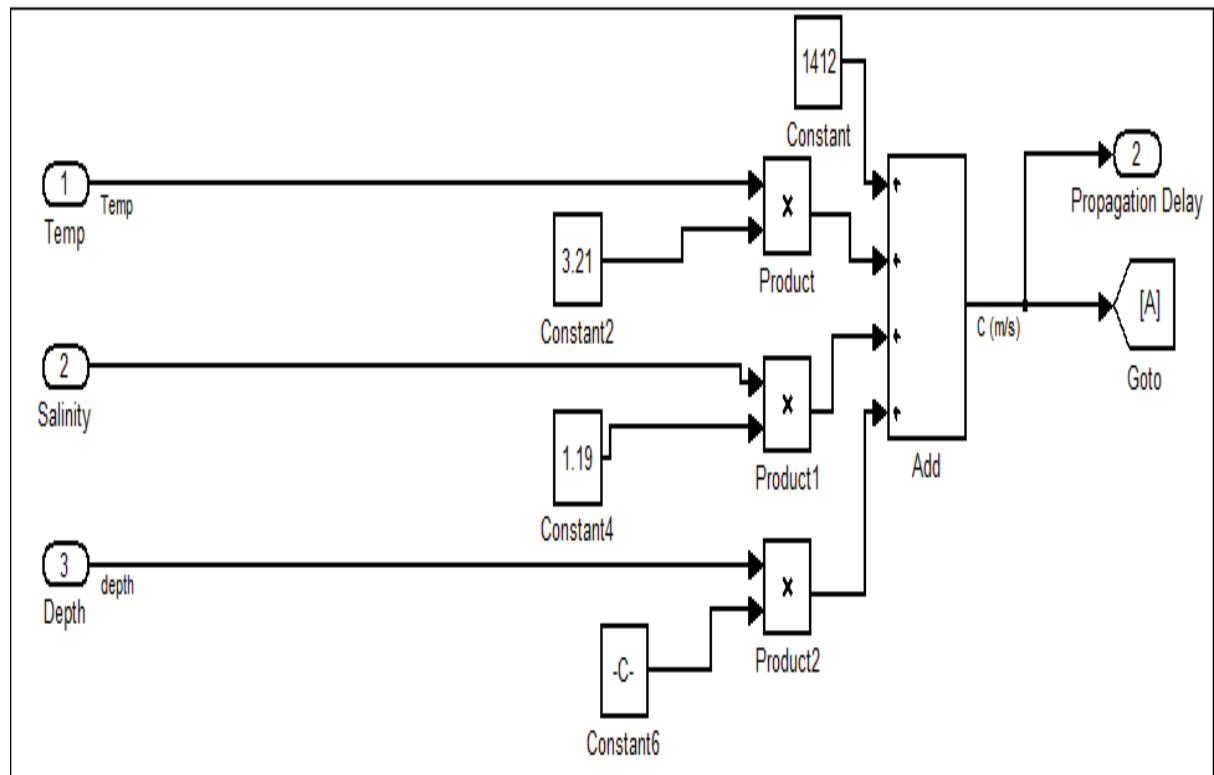 1412
Constant
1
Temp
Temp
×
Product
3.21
Constant2
2
Propagation Delay
+
+
+
+
Add
C (m/s)
[A]
Goto
2
Salinity
×
Product1
1.19
Constant4
3
depth
Depth
×
Product2
-C-
Constant6